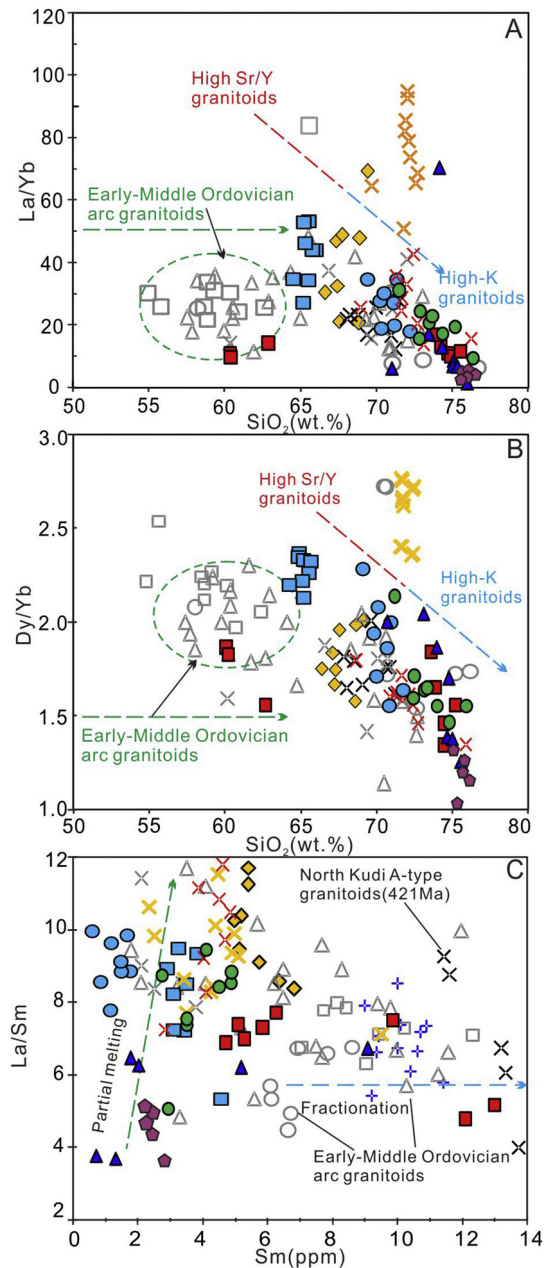 A
120
100
80
60
40
20
0
La/Yb
High Sr/Y
granitoids
Early-Middle Ordovician
arc granitoids
High-K
granitoids
50
55
60
65
70
75
80
SiO2(wt.%)
B
3.0
2.5
2.0
1.5
1.0
Dy/Yb
High Sr/Y
granitoids
High-K
granitoids
Early-Middle Ordovician
arc granitoids
50
55
60
65
70
75
80
SiO2(wt.%)
C
12
10
8
6
4
2
La/Sm
North Kudi A-type
granitoids(421Ma)
Partial melting
Fractionation
Early-Middle Ordovician
arc granitoids
0
2
4
6
8
10
12
14
Sm(ppm)